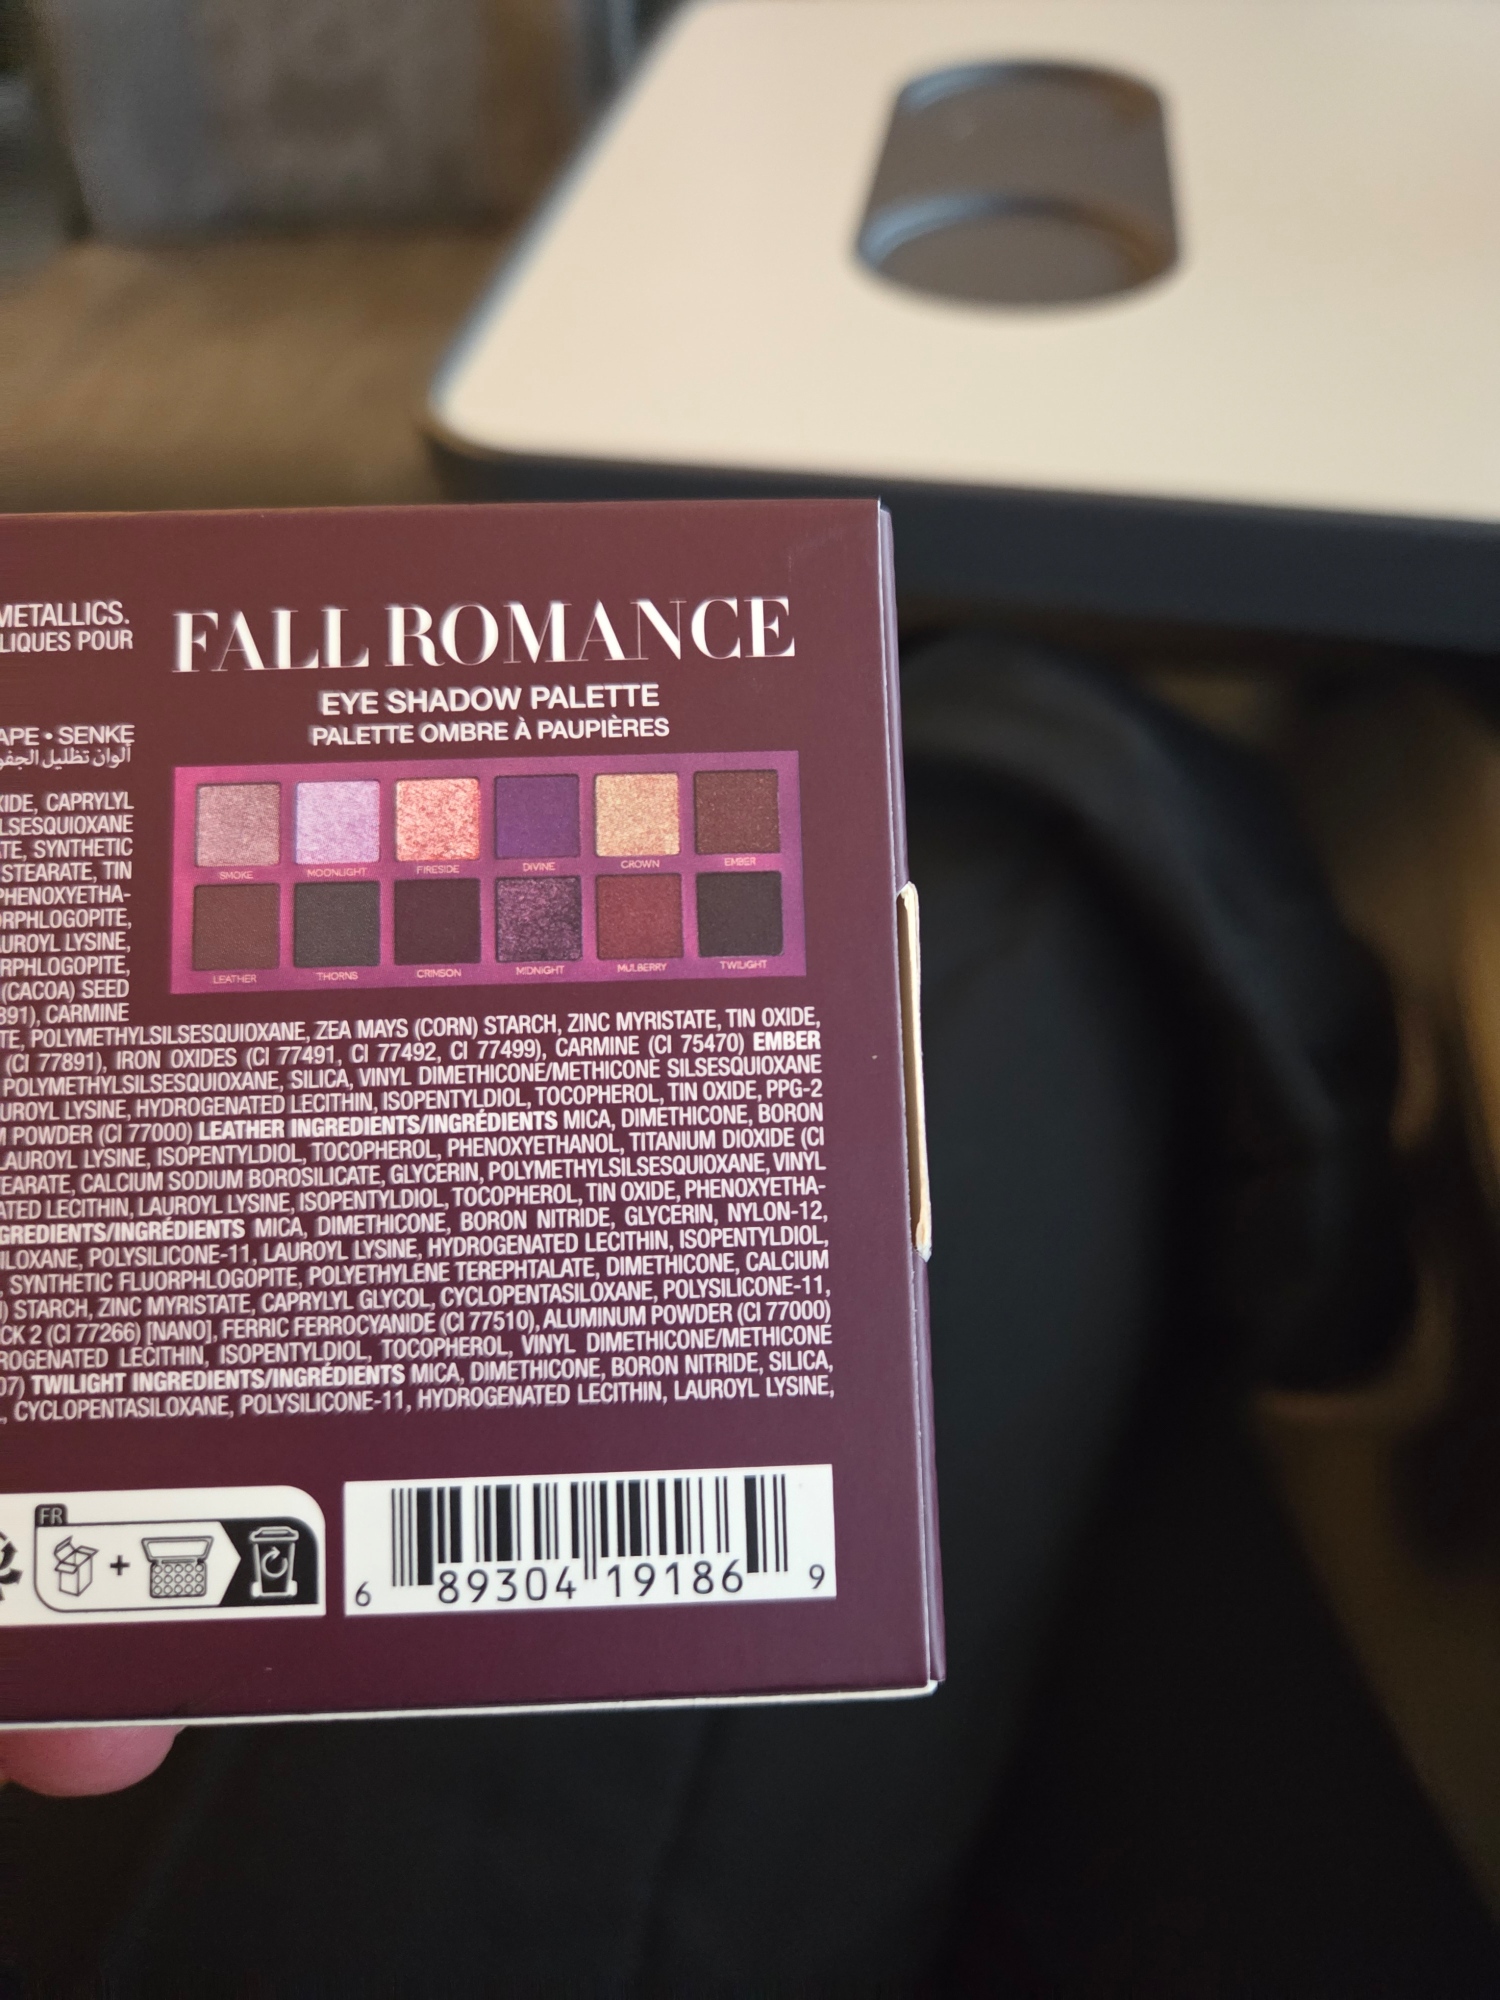 METALLICS.
LIQUES POUR
FALL ROMANCE
EYE SHADOW PALETTE
PALETTE OMBRE À PAUPIÈRES
APE • SENKE
ألوان تظليل الجفو
SMOKE MOONLIGHT FIRESIDE DIVINE CROWN EMBER
LEATHER THORNS CRIMSON MIDNIGHT MULBERRY TWILIGHT
XIDE, CAPRYLYL
LSESQUIOXANE
TE, SYNTHETIC
STEARATE, TIN
PHENOXYETHA-
ORPHLOGOPITE,
AUROYL LYSINE,
RPHLOGOPITE,
(CACAO) SEED
891), CARMINE
TE, POLYMETHYLSILSESQUIOXANE, ZEA MAYS (CORN) STARCH, ZINC MYRISTATE, TIN OXIDE,
(CI 77891), IRON OXIDES (CI 77491, CI 77492, CI 77499), CARMINE (CI 75470) EMBER
POLYMETHYLSILSESQUIOXANE, SILICA, VINYL DIMETHICONE/METHICONE SILSESQUIOXANE
UROYL LYSINE, HYDROGENATED LECITHIN, ISOPENTYLDIOL, TOCOPHEROL, TIN OXIDE, PPG-2
M POWDER (CI 77000) LEATHER INGREDIENTS/INGRÉDIENTS MICA, DIMETHICONE, BORON
LAUROYL LYSINE, ISOPENTYLDIOL, TOCOPHEROL, PHENOXYETHANOL, TITANIUM DIOXIDE (CI
EARATE, CALCIUM SODIUM BOROSILICATE, GLYCERIN, POLYMETHYLSILSESQUIOXANE, VINYL
ATED LECITHIN, LAUROYL LYSINE, ISOPENTYLDIOL, TOCOPHEROL, TIN OXIDE, PHENOXYETHA-
GREDIENTS/INGRÉDIENTS MICA, DIMETHICONE, BORON NITRIDE, GLYCERIN, NYLON-12,
ILOXANE, POLYSILICONE-11, LAUROYL LYSINE, HYDROGENATED LECITHIN, ISOPENTYLDIOL,
, SYNTHETIC FLUORPHLOGOPITE, POLYETHYLENE TEREPHTALATE, DIMETHICONE, CALCIUM
) STARCH, ZINC MYRISTATE, CAPRYLYL GLYCOL, CYCLOPENTASILOXANE, POLYSILICONE-11,
CK 2 (CI 77266) [NANO], FERRIC FERROCYANIDE (CI 77510), ALUMINUM POWDER (CI 77000)
ROGENATED LECITHIN, ISOPENTYLDIOL, TOCOPHEROL, VINYL DIMETHICONE/METHICONE
07) TWILIGHT INGREDIENTS/INGRÉDIENTS MICA, DIMETHICONE, BORON NITRIDE, SILICA,
, CYCLOPENTASILOXANE, POLYSILICONE-11, HYDROGENATED LECITHIN, LAUROYL LYSINE,
FR
+
6 89304 19186 9